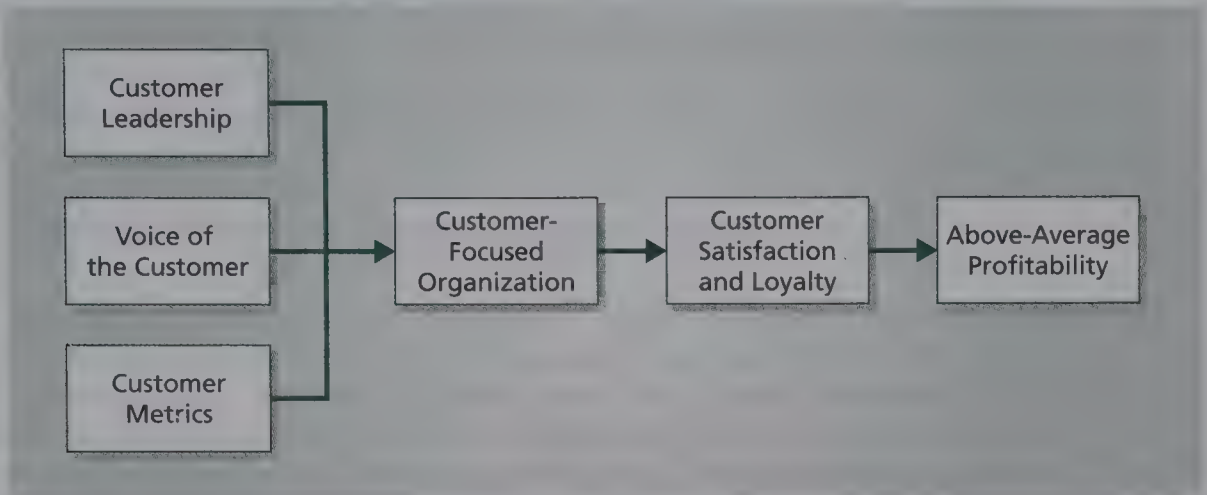 Customer
Leadership
Voice of
the Customer
Customer
Metrics
Customer-
Focused
Organization
Customer
Satisfaction
and Loyalty
Above-Average
Profitability